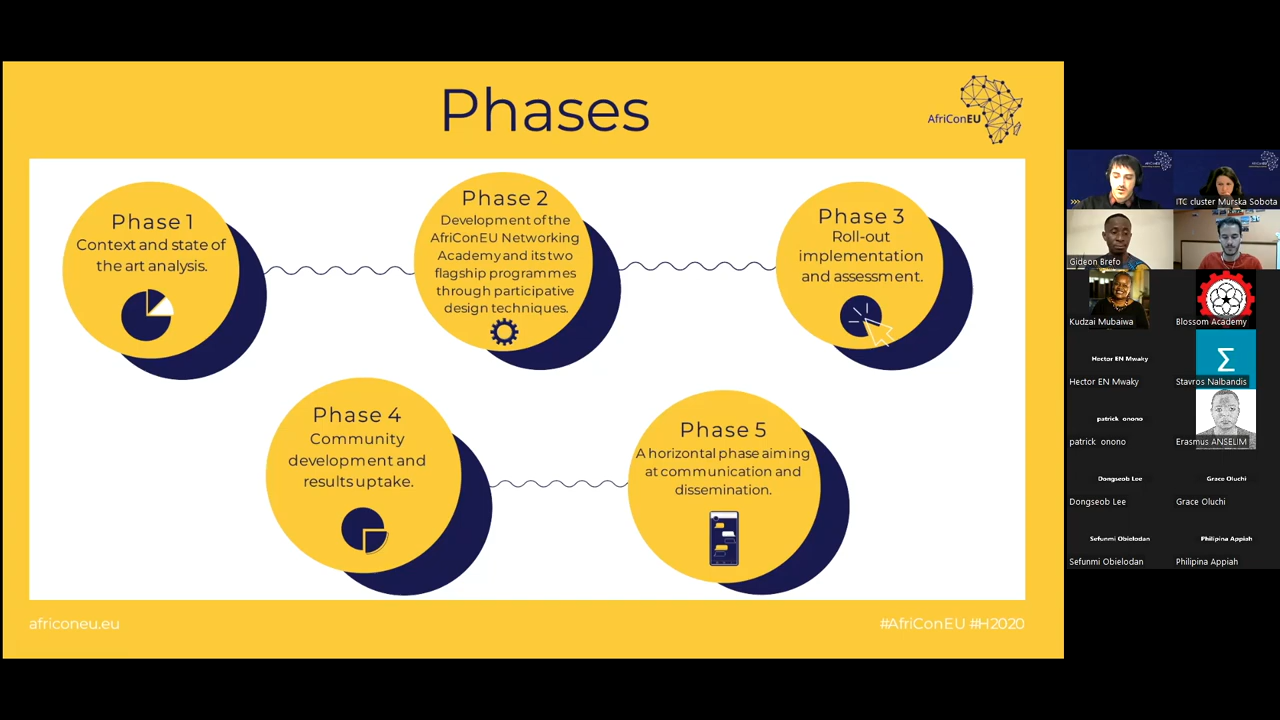 Phases
AfriConEU
Phase 1
Context and state of
the art analysis.
Phase 2
Development of the
AfriConEU Networking
Academy and its two
flagship programmes
through participative
design techniques.
Phase 3
Roll-out
implementation
and assessment.
Phase 4
Community
development and
results uptake.
Phase 5
A horizontal phase aiming
at communication and
dissemination.
africoneu.eu
#AfriConEU #H2020
ITC cluster Murska Sobota
Gideon Brefo
Kudzai Mubaiwa
Blossom Academy
Hector EN Mwaky
Hector EN Mwaky
Σ
Stavros Nalbandis
patrick onono
patrick onono
Erasmus ANSELIM
Dongseob Lee
Dongseob Lee
Grace Oluchi
Grace Oluchi
Sefunmi Obielodan
Sefunmi Obielodan
Philipina Appiah
Philipina Appiah